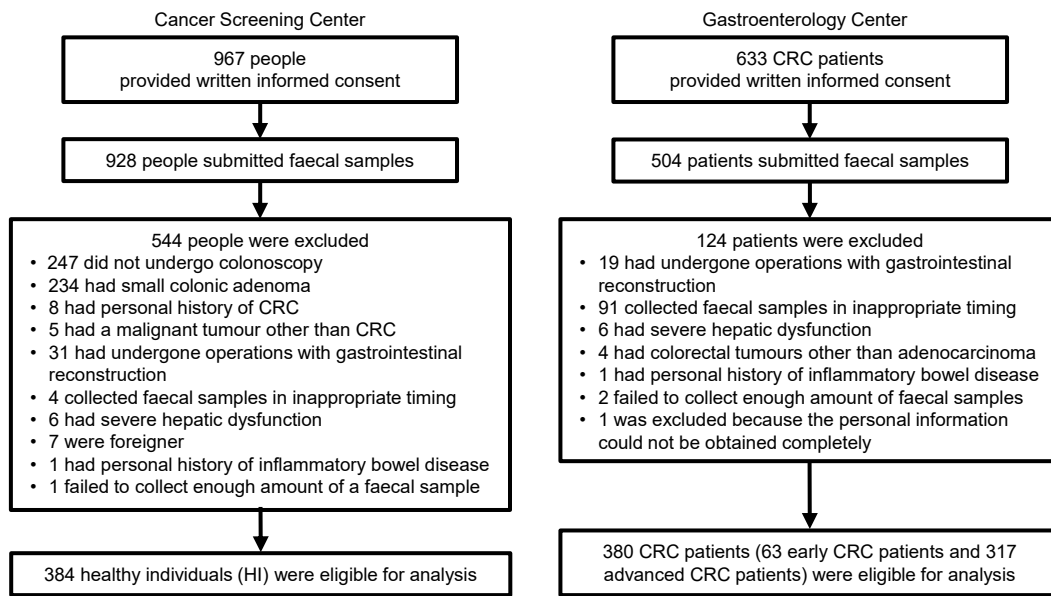 Cancer Screening Center
967 people
provided written informed consent
928 people submitted faecal samples
544 people were excluded
• 247 did not undergo colonoscopy
• 234 had small colonic adenoma
• 8 had personal history of CRC
• 5 had a malignant tumour other than CRC
• 31 had undergone operations with gastrointestinal
reconstruction
• 4 collected faecal samples in inappropriate timing
• 6 had severe hepatic dysfunction
• 7 were foreigner
• 1 had personal history of inflammatory bowel disease
• 1 failed to collect enough amount of a faecal sample
384 healthy individuals (HI) were eligible for analysis
Gastroenterology Center
633 CRC patients
provided written informed consent
504 patients submitted faecal samples
124 patients were excluded
• 19 had undergone operations with gastrointestinal
reconstruction
• 91 collected faecal samples in inappropriate timing
• 6 had severe hepatic dysfunction
• 4 had colorectal tumours other than adenocarcinoma
• 1 had personal history of inflammatory bowel disease
• 2 failed to collect enough amount of faecal samples
• 1 was excluded because the personal information
could not be obtained completely
380 CRC patients (63 early CRC patients and 317
advanced CRC patients) were eligible for analysis